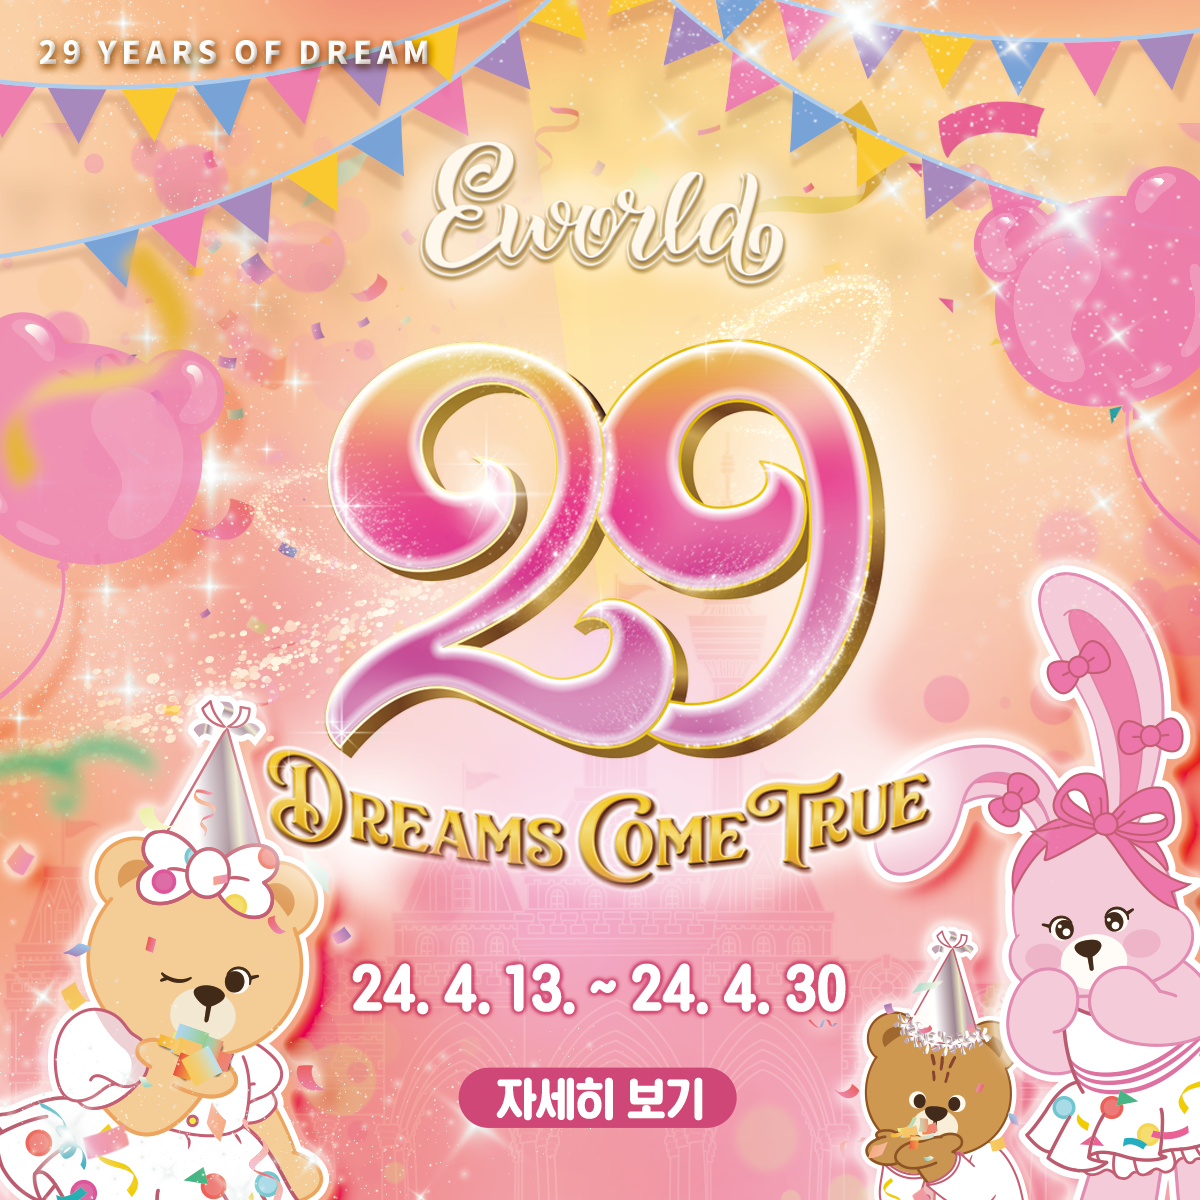 29 YEARS OF DREAM
Eworld
29
DREAMS COME TRUE
24. 4. 13. ~ 24. 4. 30
자세히 보기